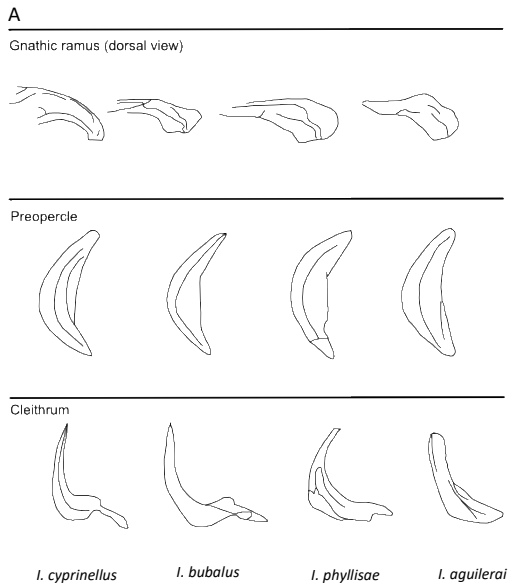 A
Gnathic ramus (dorsal view)
Preopercle
Cleithrum
I. cyprinellus I. bubalus I. phyllisae I. aguilerai